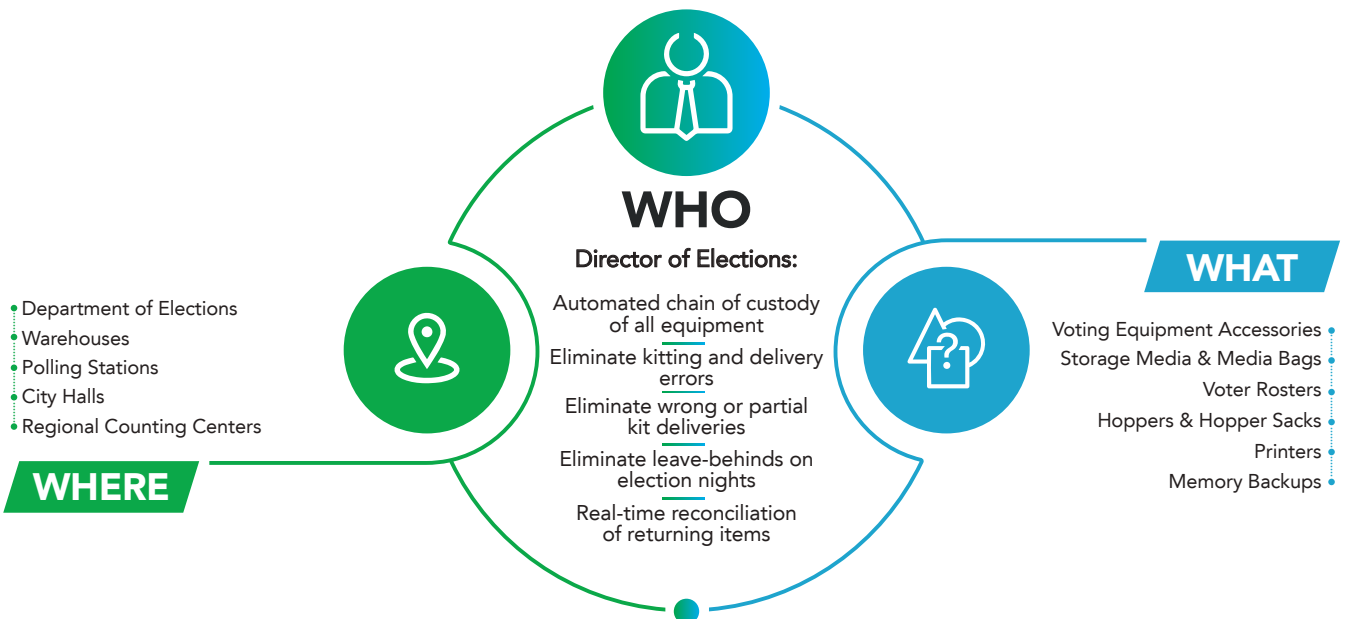 WHO
Director of Elections:
Automated chain of custody
of all equipment
Eliminate kitting and delivery
errors
Eliminate wrong or partial
kit deliveries
Eliminate leave-behinds on
election nights
Real-time reconciliation
of returning items
Department of Elections
Warehouses
Polling Stations
City Halls
Regional Counting Centers
WHERE
WHAT
?
Voting Equipment Accessories
Storage Media & Media Bags
Voter Rosters
Hoppers & Hopper Sacks
Printers
Memory Backups